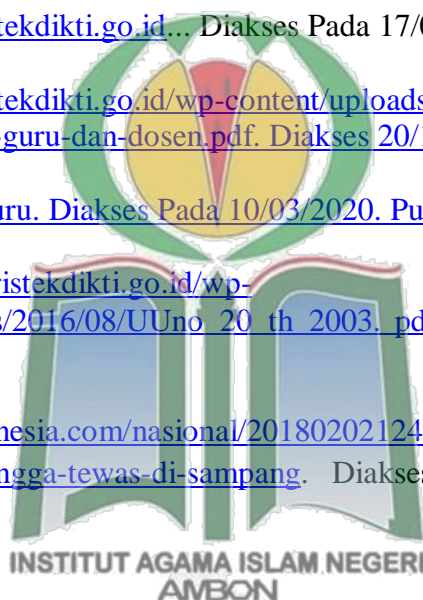 tekdikti.go.id... Diakses Pada 17/0
tekdikti.go.id/wp-content/uploads
-guru-dan-dosen.pdf. Diakses 20/1
uru. Diakses Pada 10/03/2020. Pu
ristekdikti.go.id/wp-
s/2016/08/UUno_20_th_2003. pd
nesia.com/nasional/20180202124
ngga-tewas-di-sampang. Diakses
INSTITUT AGAMA ISLAM NEGERI
AMBON